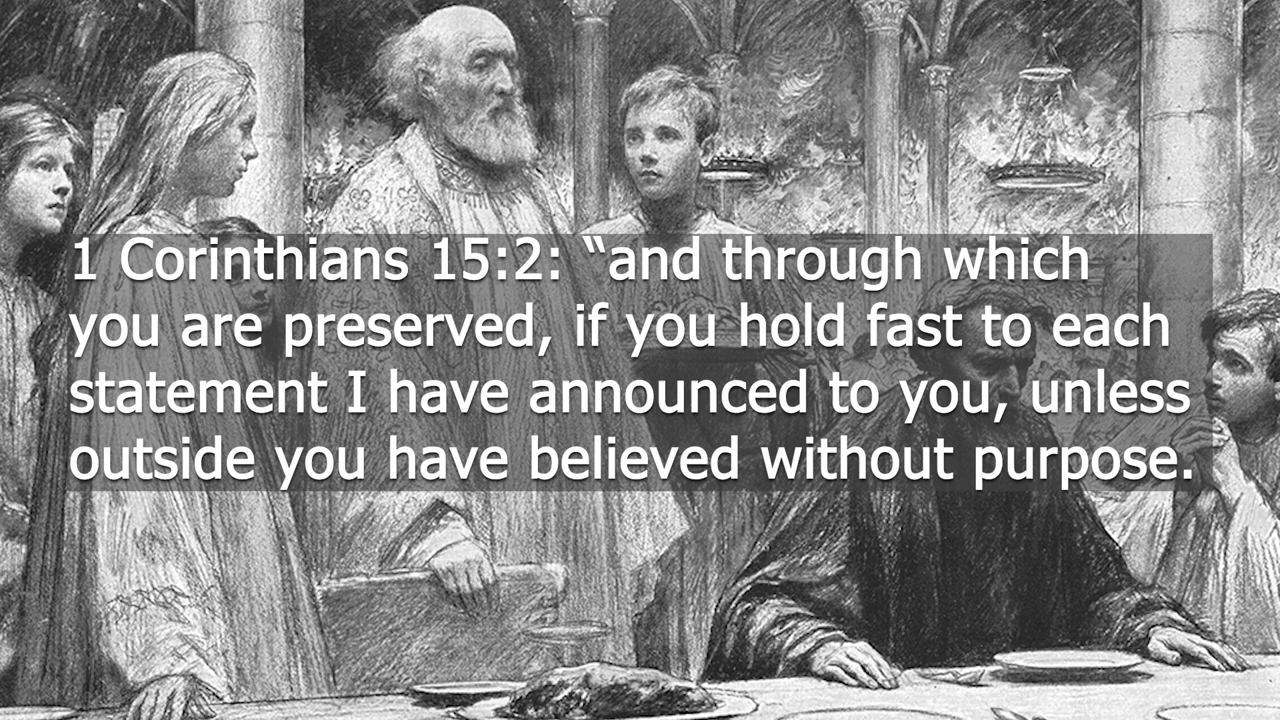 1 Corinthians 15:2: “and through which
you are preserved, if you hold fast to each
statement I have announced to you, unless
outside you have believed without purpose.